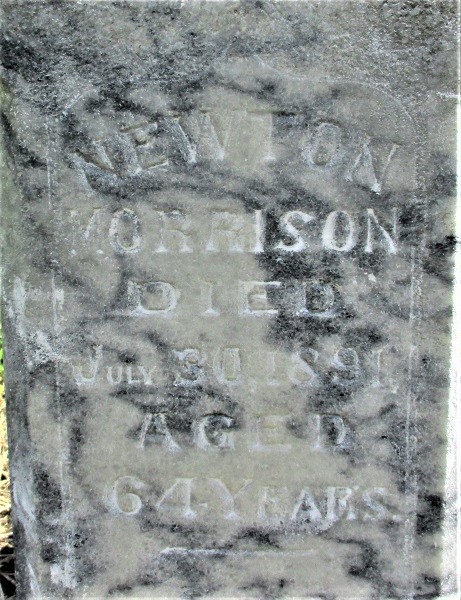 NEWTON
MORRISON
DIED
JULY 30, 1891,
AGED
64 YEARS.